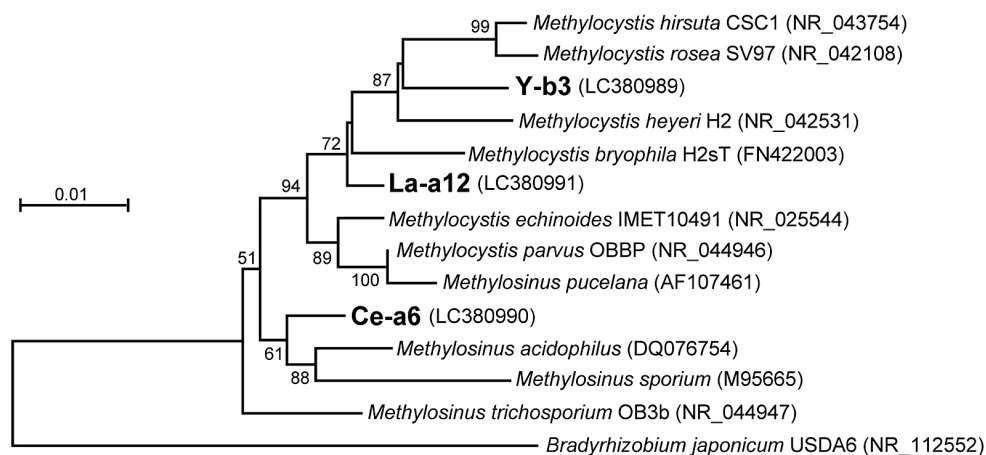 99
Methylocystis hirsuta CSC1 (NR_043754)
Methylocystis rosea SV97 (NR_042108)
87
Y-b3 (LC380989)
Methylocystis heyeri H2 (NR_042531)
72
Methylocystis bryophila H2sT (FN422003)
94
La-a12 (LC380991)
0.01
Methylocystis echinoides IMET10491 (NR_025544)
89
Methylocystis parvus OBBP (NR_044946)
51
100
Methylosinus pucelana (AF107461)
Ce-a6 (LC380990)
61
Methylosinus acidophilus (DQ076754)
88
Methylosinus sporium (M95665)
Methylosinus trichosporium OB3b (NR_044947)
Bradyrhizobium japonicum USDA6 (NR_112552)